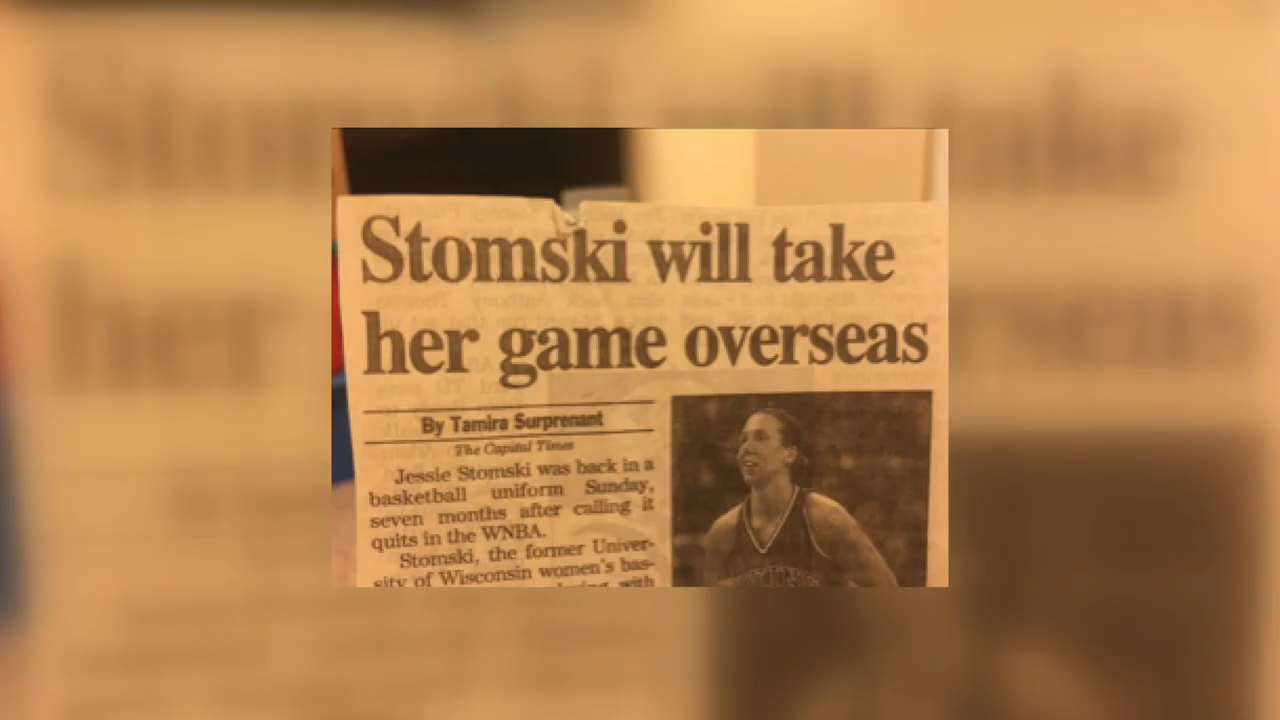 Stomski will take
her game overseas
By Tamira Surprenant
The Capital Times
Jessie Stomski was back in a
basketball uniform Sunday,
seven months after calling it
quits in the WNBA.
Stomski, the former Univer-
sity of Wisconsin women's bas-
with